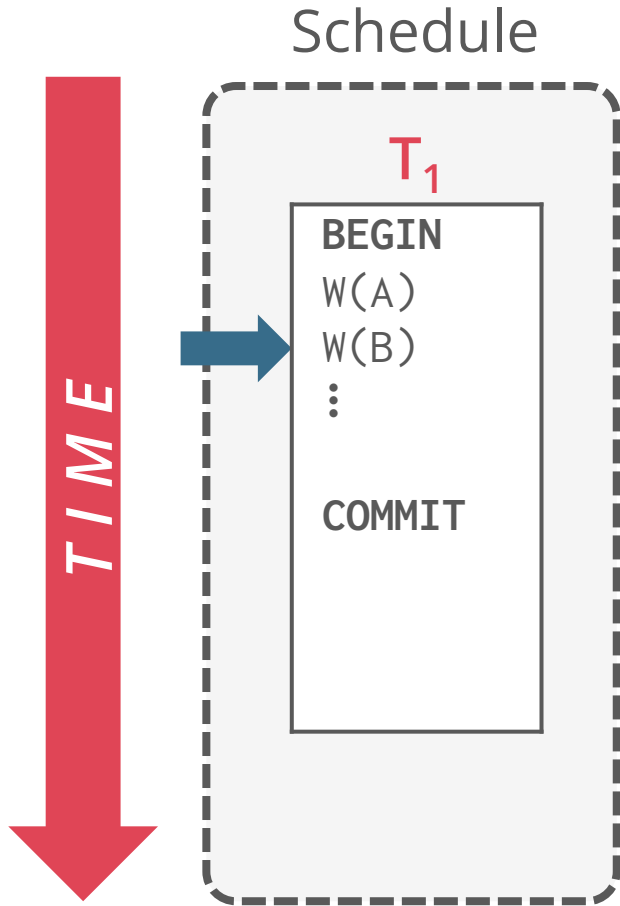 Schedule
TIME
T₁
BEGIN
W(A)
W(B)
⋮
COMMIT